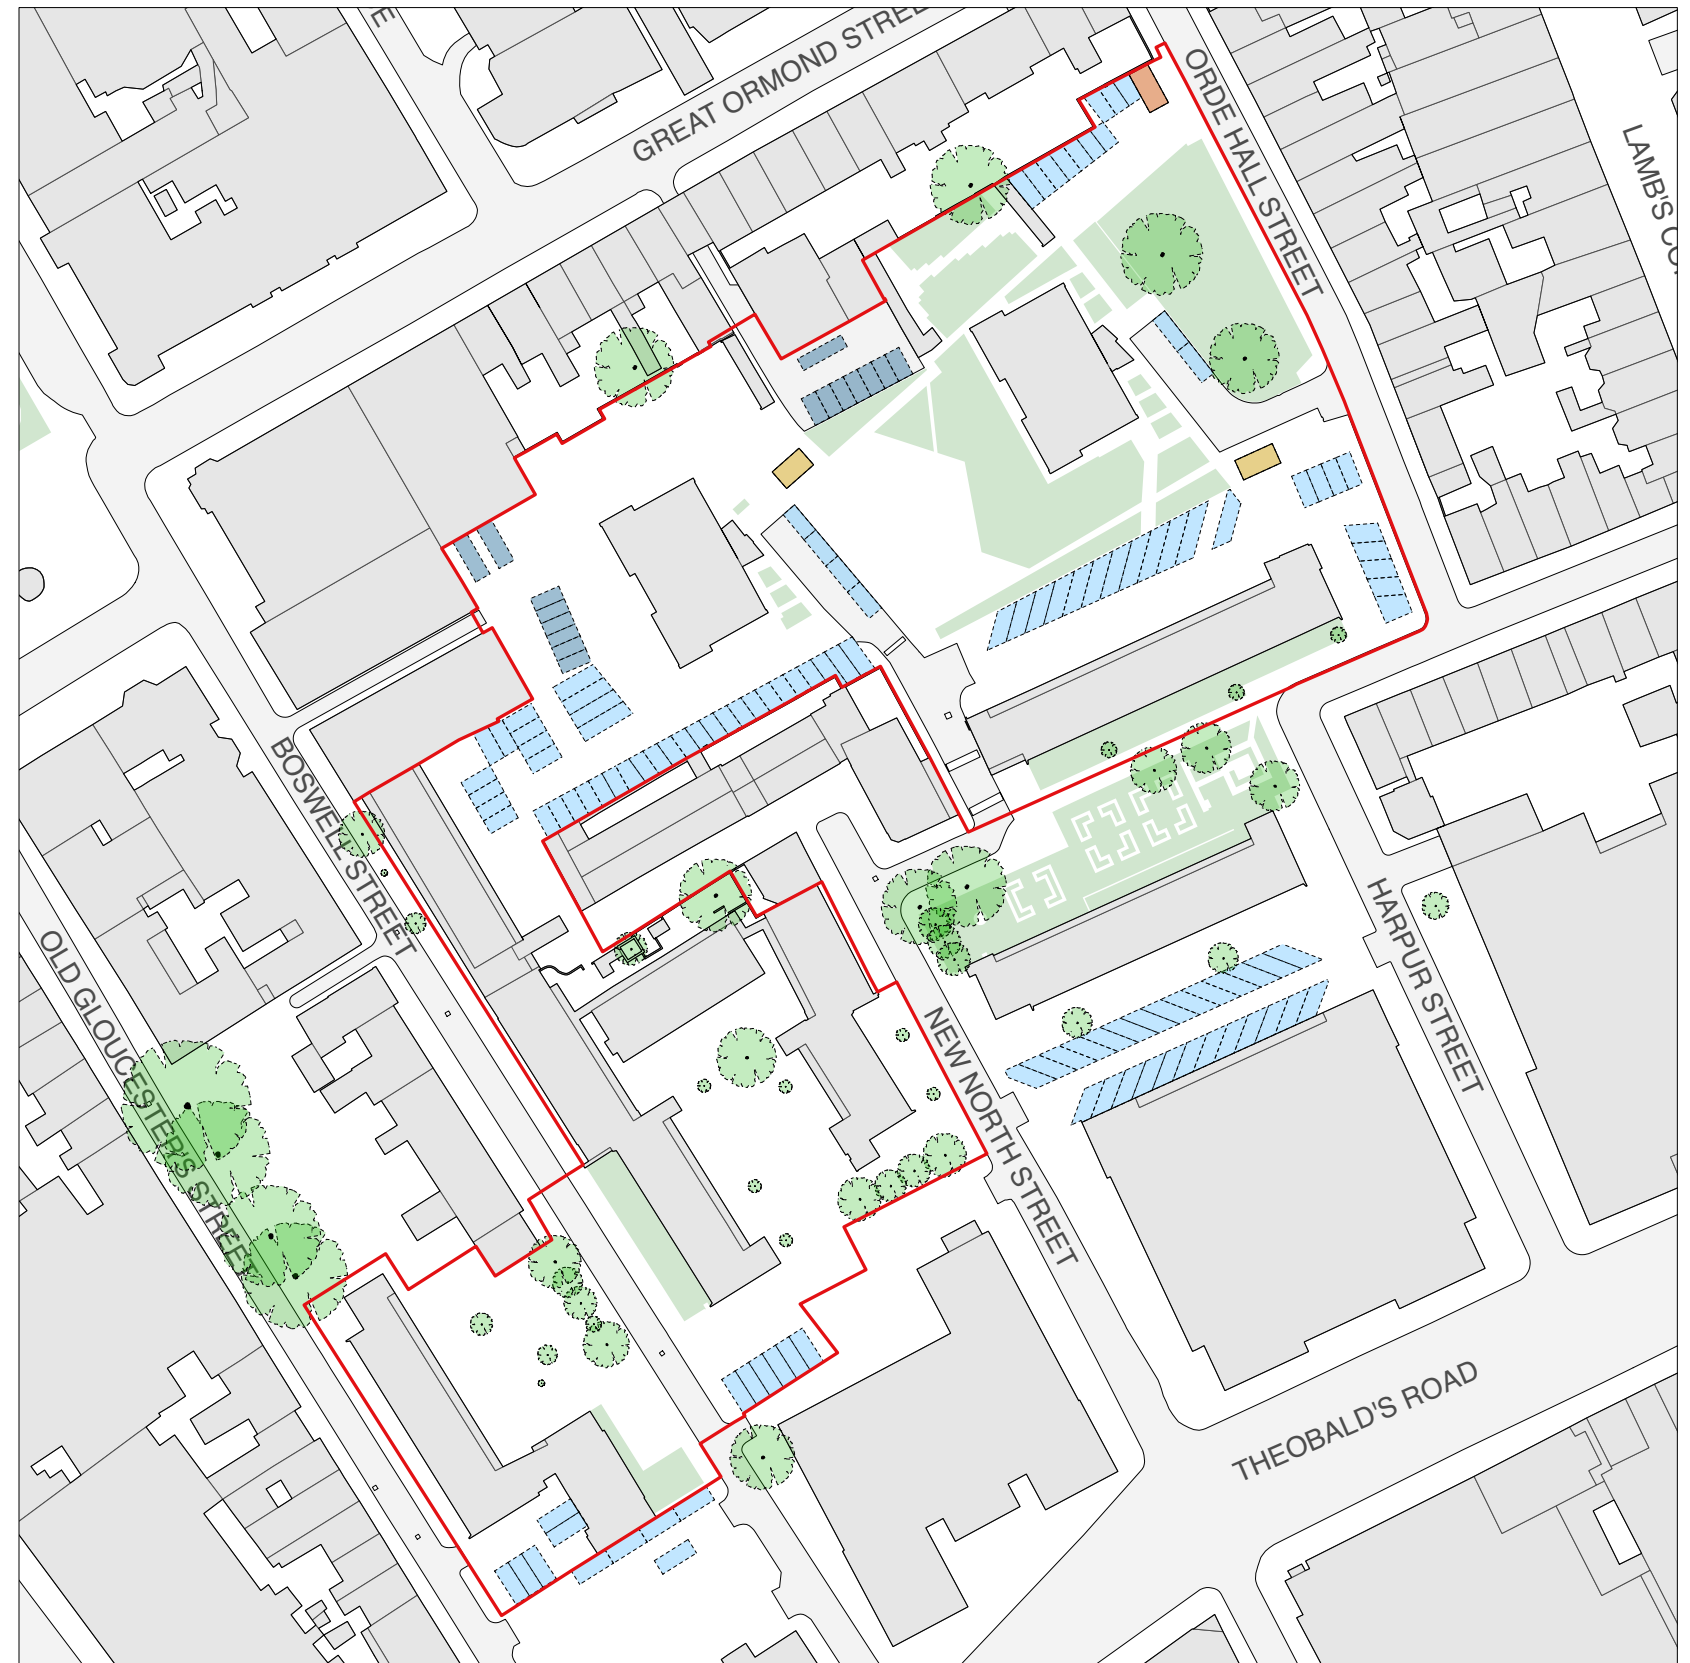 GREAT ORMOND STREE
ORDE HALL STREET
LAMB'S CO
BOSWELL STREET
OLD GLOUCESTER'S STREET
HARPUR STREET
NEW NORTH STREET
THEOBALD'S ROAD